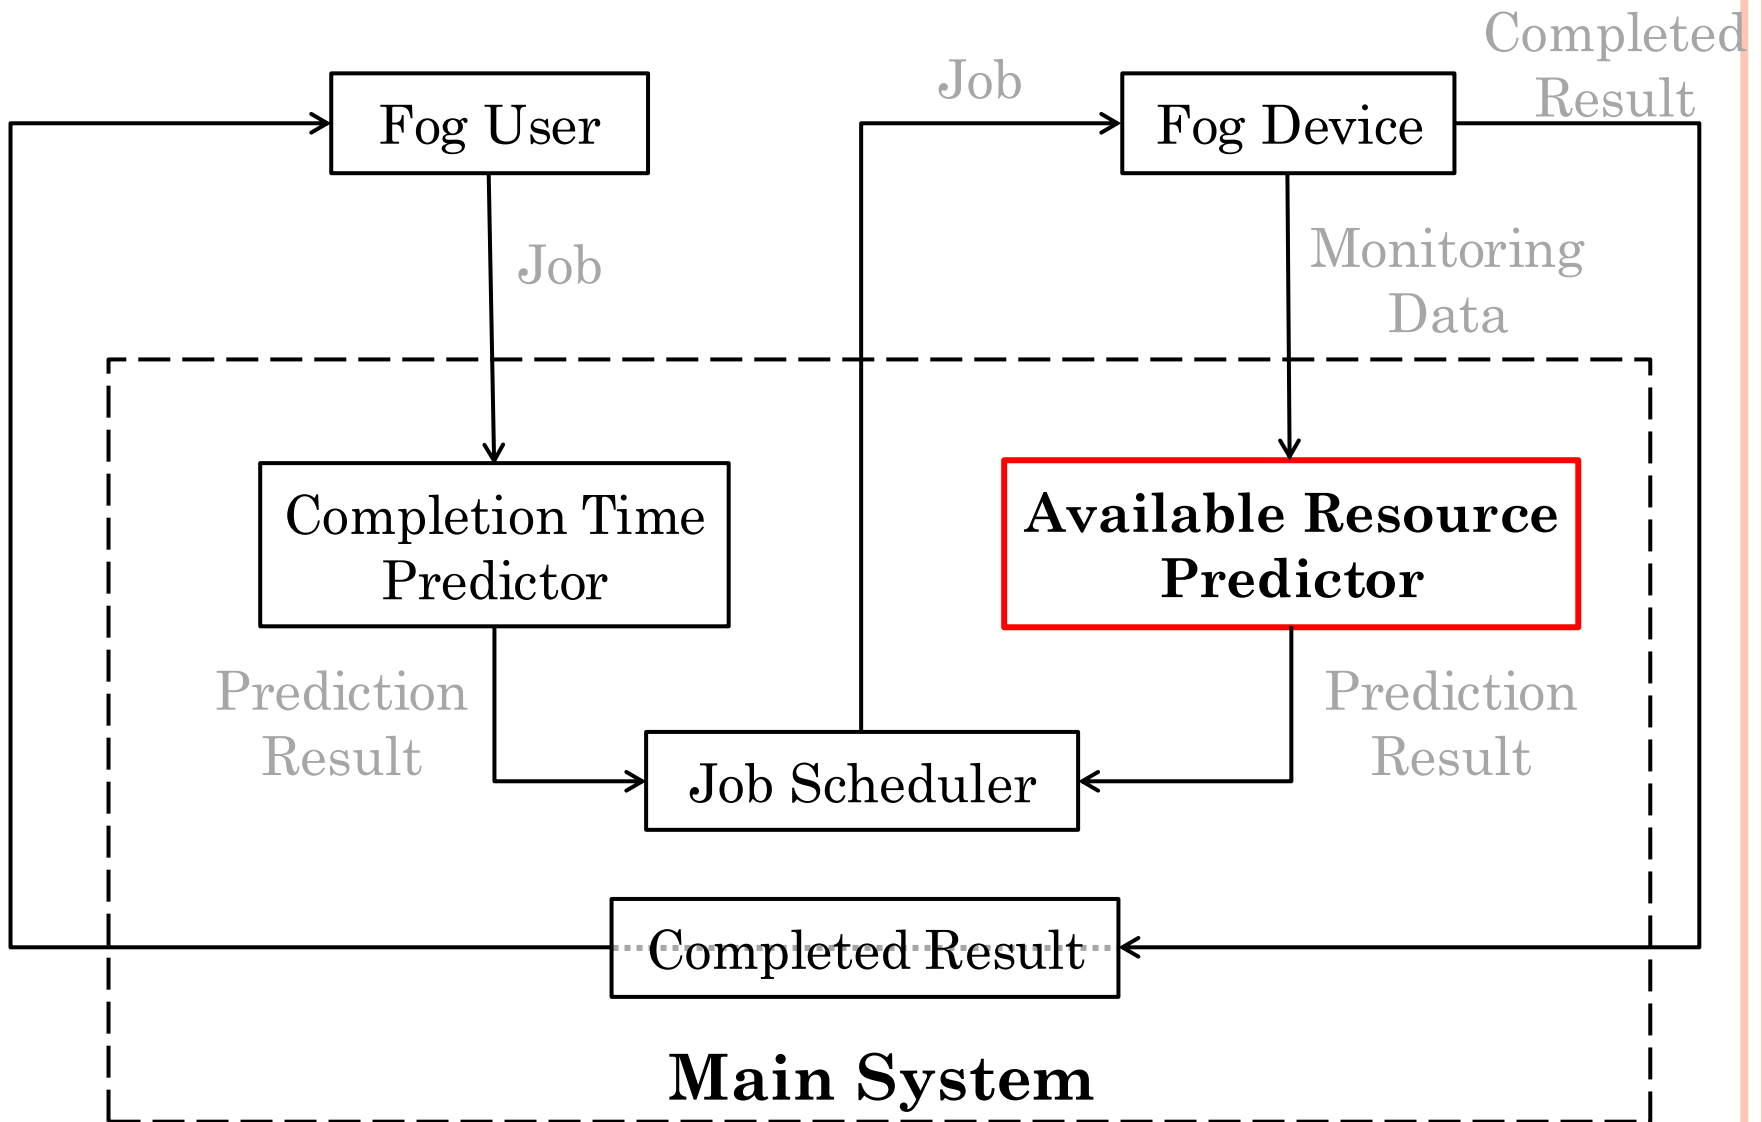 Completed
Result
Job
Fog User
Fog Device
Job
Monitoring
Data
Completion Time
Predictor
Available Resource
Predictor
Prediction
Result
Prediction
Result
Job Scheduler
Completed Result
Main System